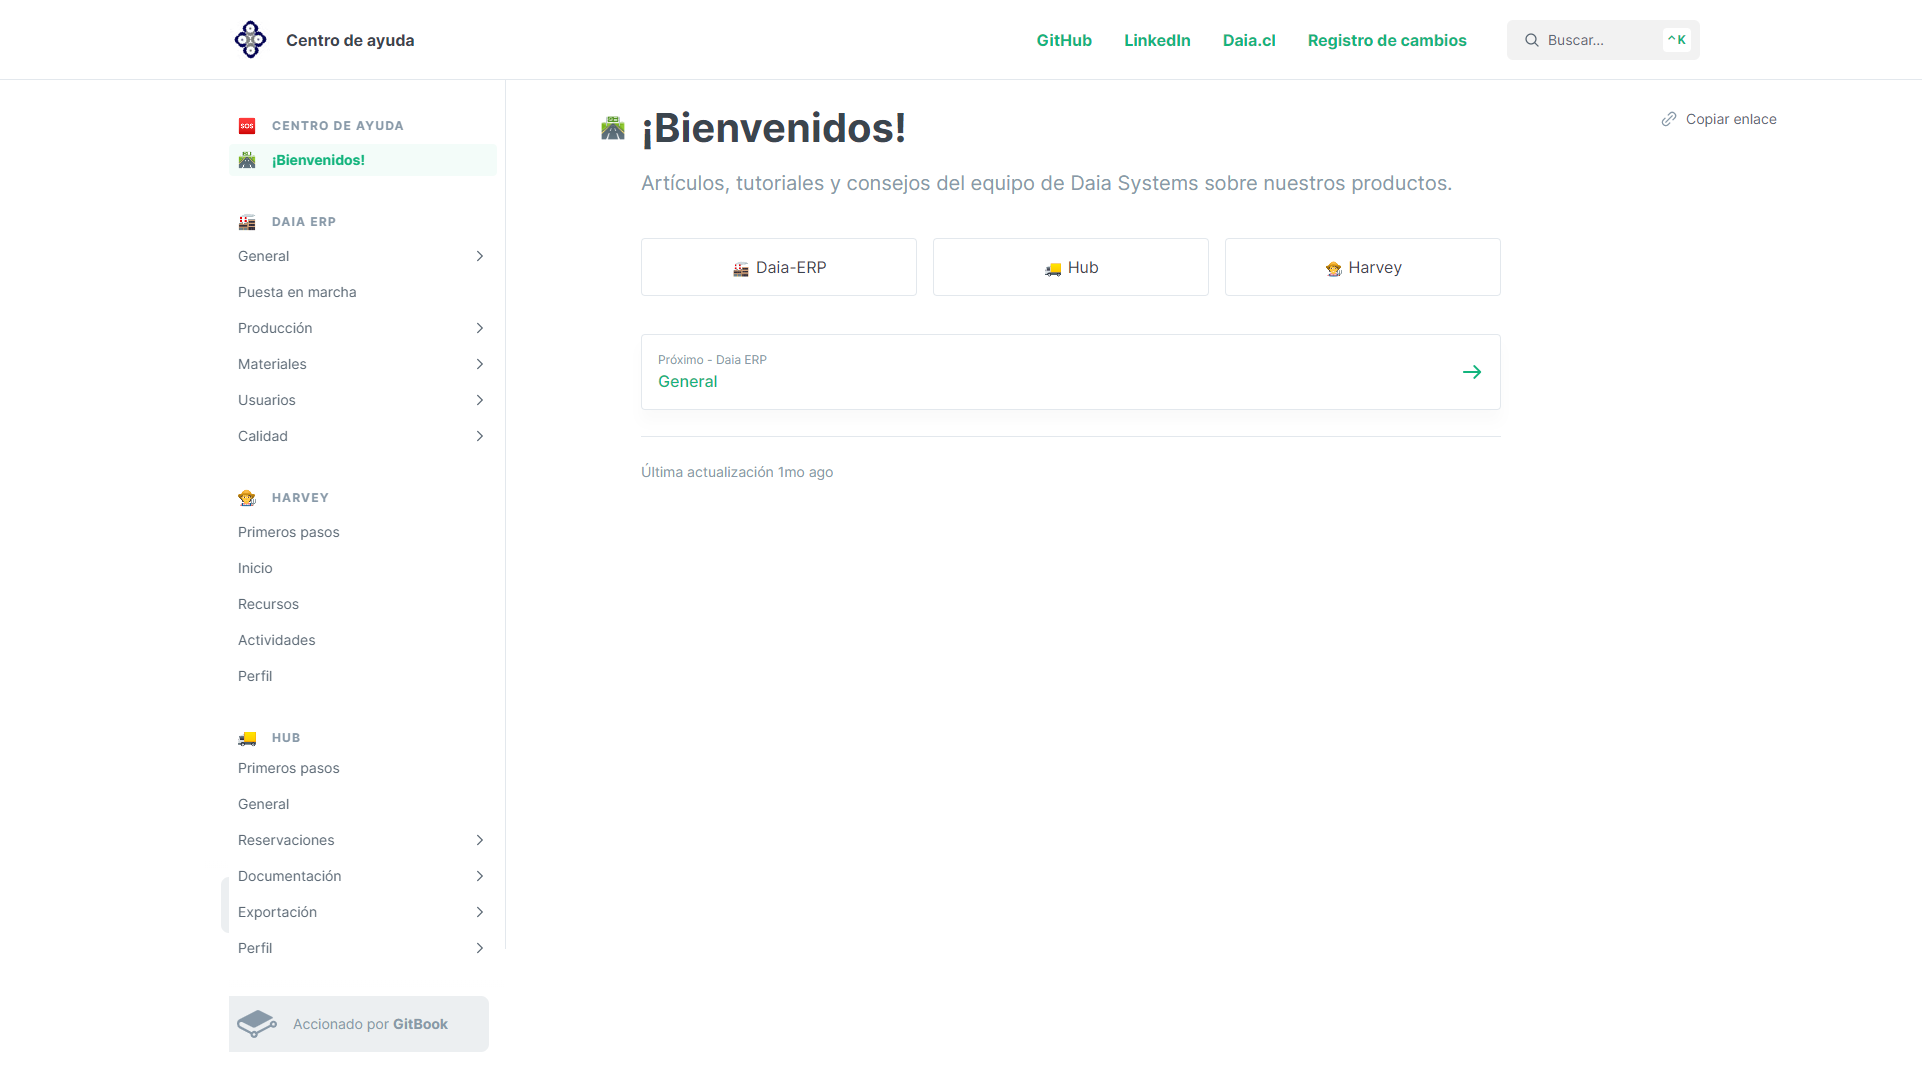 Centro de ayuda
GitHub
LinkedIn
Daia.cl
Registro de cambios
Buscar...
^K
SOS CENTRO DE AYUDA
¡Bienvenidos!
DAIA ERP
General
Puesta en marcha
Producción
Materiales
Usuarios
Calidad
HARVEY
Primeros pasos
Inicio
Recursos
Actividades
Perfil
HUB
Primeros pasos
General
Reservaciones
Documentación
Exportación
Perfil
Accionado por GitBook
¡Bienvenidos!
Artículos, tutoriales y consejos del equipo de Daia Systems sobre nuestros productos.
Daia-ERP
Hub
Harvey
Próximo - Daia ERP
General
Última actualización 1mo ago
Copiar enlace